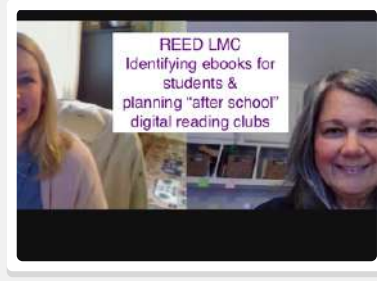 REED LMC
Identifying ebooks for
students &
planning "after school"
digital reading clubs